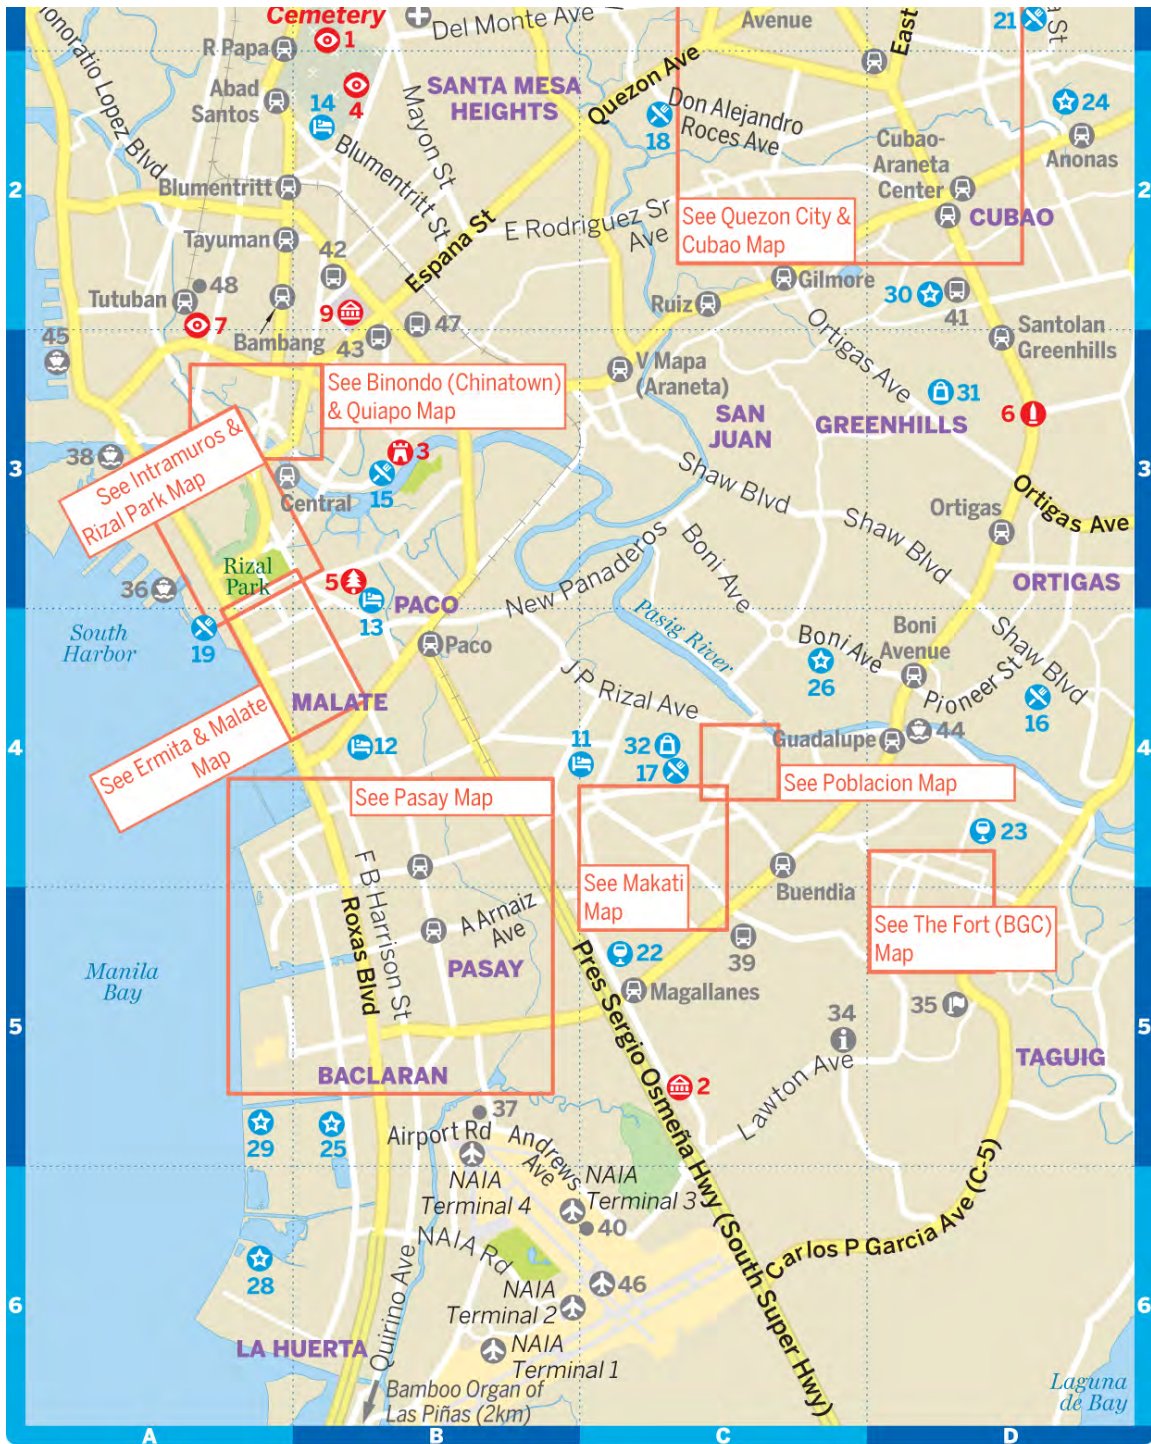 Cemetery
1
Del Monte Ave
Avenue
East
21
a St
R Papa
Honoratio Lopez Blvd
Abad
Santos
4
14
SANTA MESA
HEIGHTS
Mayon St
Quezon Ave
18
Don Alejandro
Roces Ave
24
Anonas
Cubao-
Araneta
Center
2
2
Blumentritt
Blumentritt St
Espana St
E Rodriguez Sr
Ave
See Quezon City &
Cubao Map
CUBAO
Tayuman
42
Tutuban
48
7
9
Bambang
43
47
Ruiz
Gilmore
30
41
45
Ortigas Ave
Santolan
Greenhills
See Binondo (Chinatown)
& Quiapo Map
V Mapa
(Araneta)
31
SAN
JUAN
GREENHILLS
6
See Intramuros &
Rizal Park Map
38
3
3
3
15
Central
Shaw Blvd
Shaw Blvd
Ortigas
Ortigas Ave
Rizal
Park
36
5
13
PACO
New Panaderos
Boni Ave
ORTIGAS
South
Harbor
19
Paco
Pasig River
Boni Ave
26
Boni
Avenue
Shaw Blvd
Pioneer St
16
MALATE
J P Rizal Ave
See Ermita & Malate
Map
12
11
32
17
Guadalupe
44
4
4
See Pasay Map
See Poblacion Map
23
F B Harrison St
Roxas Blvd
A Arnaiz
Ave
See Makati
Map
Buendia
See The Fort (BGC)
Map
Manila
Bay
PASAY
22
39
Magallanes
34
35
5
5
Pres Sergio Osmeña Hwy (South Super Hwy)
TAGUIG
BACLARAN
2
Lawton Ave
29
25
37
Airport Rd
Andrews
Ave
NAIA
Terminal 4
NAIA
Terminal 3
40
Carlos P Garcia Ave (C-5)
28
NAIA Rd
NAIA
Terminal 2
46
6
6
LA HUERTA
Quirino Ave
NAIA
Terminal 1
Bamboo Organ of
Las Piñas (2km)
Laguna
de Bay
A
B
C
D